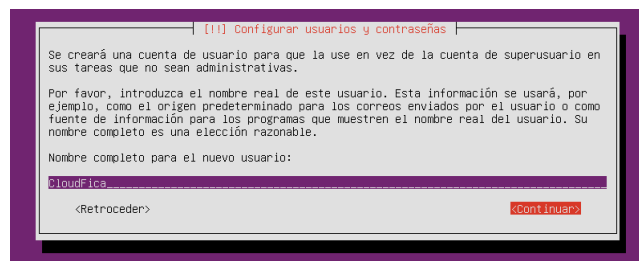 [!!] Configurar usuarios y contraseñas
Se creará una cuenta de usuario para que la use en vez de la cuenta de superusuario en
sus tareas que no sean administrativas.
Por favor, introduzca el nombre real de este usuario. Esta información se usará, por
ejemplo, como el origen predeterminado para los correos enviados por el usuario o como
fuente de información para los programas que muestren el nombre real del usuario. Su
nombre completo es una elección razonable.
Nombre completo para el nuevo usuario:
CloudFica
<Retroceder> <Continuar>